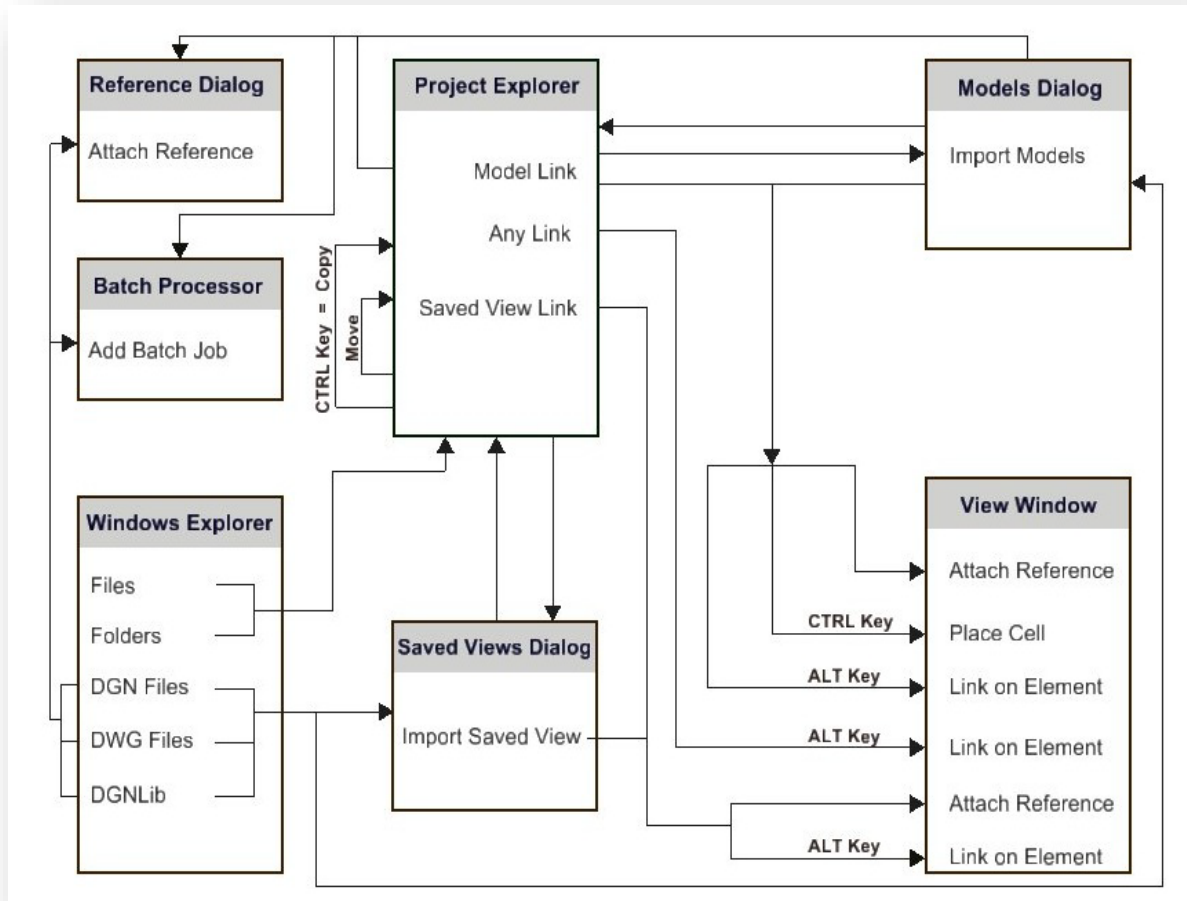 Reference Dialog
Attach Reference
Batch Processor
Add Batch Job
Windows Explorer
Files
Folders
DGN Files
DWG Files
DGNLib
Project Explorer
Model Link
Any Link
Saved View Link
CTRL Key = Copy
Move
Saved Views Dialog
Import Saved View
Models Dialog
Import Models
View Window
Attach Reference
CTRL Key
Place Cell
ALT Key
Link on Element
ALT Key
Link on Element
Attach Reference
ALT Key
Link on Element